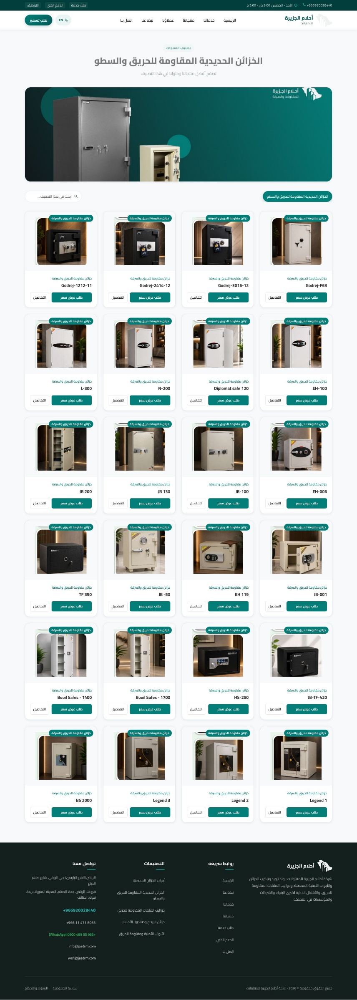 +966920028440
الأحد - الخميس: 9:00 ص - 5:00 م
طلب خدمة
الدعم الفني
التوظيف
أحلام الجزيرة
للمقاولات
الرئيسية
خدماتنا
منتجاتنا
عملاؤنا
نبذة عنا
اتصل بنا
EN
طلب تسعير
تصنيف المنتجات
الخزائن الحديدية المقاومة للحريق والسطو
تصفح أفضل منتجاتنا وحلولنا في هذا التصنيف
أحلام الجزيرة
للمقاولات والصيانة
الخزائن الحديدية المقاومة للحريق والسطو
ابحث في هذا التصنيف...
خزائن مقاومة للحريق والسرقة
خزائن مقاومة للحريق والسرقة
Godrej-F63
طلب عرض سعر
التفاصيل
خزائن مقاومة للحريق والسرقة
خزائن مقاومة للحريق والسرقة
Godrej-3016-12
طلب عرض سعر
التفاصيل
خزائن مقاومة للحريق والسرقة
خزائن مقاومة للحريق والسرقة
Godrej-2414-12
طلب عرض سعر
التفاصيل
خزائن مقاومة للحريق والسرقة
خزائن مقاومة للحريق والسرقة
Godrej-1212-11
طلب عرض سعر
التفاصيل
خزائن مقاومة للحريق والسرقة
خزائن مقاومة للحريق والسرقة
EH-100
طلب عرض سعر
التفاصيل
خزائن مقاومة للحريق والسرقة
خزائن مقاومة للحريق والسرقة
Diplomat safe 120
طلب عرض سعر
التفاصيل
خزائن مقاومة للحريق والسرقة
خزائن مقاومة للحريق والسرقة
N-200
طلب عرض سعر
التفاصيل
خزائن مقاومة للحريق والسرقة
خزائن مقاومة للحريق والسرقة
L-300
طلب عرض سعر
التفاصيل
خزائن مقاومة للحريق والسرقة
خزائن مقاومة للحريق والسرقة
EH-006
طلب عرض سعر
التفاصيل
خزائن مقاومة للحريق والسرقة
خزائن مقاومة للحريق والسرقة
JB-100
طلب عرض سعر
التفاصيل
خزائن مقاومة للحريق والسرقة
خزائن مقاومة للحريق والسرقة
JB 130
طلب عرض سعر
التفاصيل
خزائن مقاومة للحريق والسرقة
خزائن مقاومة للحريق والسرقة
JB 200
طلب عرض سعر
التفاصيل
خزائن مقاومة للحريق والسرقة
خزائن مقاومة للحريق والسرقة
JB-001
طلب عرض سعر
التفاصيل
خزائن مقاومة للحريق والسرقة
خزائن مقاومة للحريق والسرقة
EH 119
طلب عرض سعر
التفاصيل
خزائن مقاومة للحريق والسرقة
خزائن مقاومة للحريق والسرقة
JB -50
طلب عرض سعر
التفاصيل
خزائن مقاومة للحريق والسرقة
خزائن مقاومة للحريق والسرقة
TF 350
طلب عرض سعر
التفاصيل
خزائن مقاومة للحريق والسرقة
خزائن مقاومة للحريق والسرقة
JB-TF-420
طلب عرض سعر
التفاصيل
خزائن مقاومة للحريق والسرقة
خزائن مقاومة للحريق والسرقة
HS-250
طلب عرض سعر
التفاصيل
خزائن مقاومة للحريق والسرقة
خزائن مقاومة للحريق والسرقة
Booil Safes - 1700
طلب عرض سعر
التفاصيل
خزائن مقاومة للحريق والسرقة
خزائن مقاومة للحريق والسرقة
Booil Safes - 1400
طلب عرض سعر
التفاصيل
خزائن مقاومة للحريق والسرقة
خزائن مقاومة للحريق والسرقة
Legend 1
طلب عرض سعر
التفاصيل
خزائن مقاومة للحريق والسرقة
خزائن مقاومة للحريق والسرقة
Legend 2
طلب عرض سعر
التفاصيل
خزائن مقاومة للحريق والسرقة
خزائن مقاومة للحريق والسرقة
Legend 3
طلب عرض سعر
التفاصيل
خزائن مقاومة للحريق والسرقة
خزائن مقاومة للحريق والسرقة
BS 2000
طلب عرض سعر
التفاصيل
أحلام الجزيرة
شركة أحلام الجزيرة للمقاولات: رواد تزويد وتركيب الخزائن
والأبواب الأمنية المحصنة، ودواليب الملفات المقاومة
للحريق، والأقفال الذكية لكبرى البنوك والشركات
والمؤسسات في المملكة.
روابط سريعة
الرئيسية
نبذة عنا
خدماتنا
منتجاتنا
طلب خدمة
الدعم الفني
اتصل بنا
التصنيفات
أبواب الخزائن المحصنة
الخزائن الحديدية المقاومة للحريق
والسطو
دواليب الملفات المقاومة للحريق
خزائن الإيداع وصناديق الأمانات
الأبواب الأمنية ومقاومة الحريق
تواصل معنا
الرياض (الفرع الرئيسي)، حي الروابي، شارع طاهر
الدباغ
فروعنا: الرياض، جدة، الدمام، المدينة المنورة، بريدة،
تبوك، الطائف
+966920028440
+966 11 471 8033
+966 55 489 0900 (WhatsApp)
info@jazdrm.com
wafi@jazdrm.com
جميع الحقوق محفوظة © 2026 · شركة أحلام الجزيرة للمقاولات
سياسة الخصوصية
الشروط والأحكام